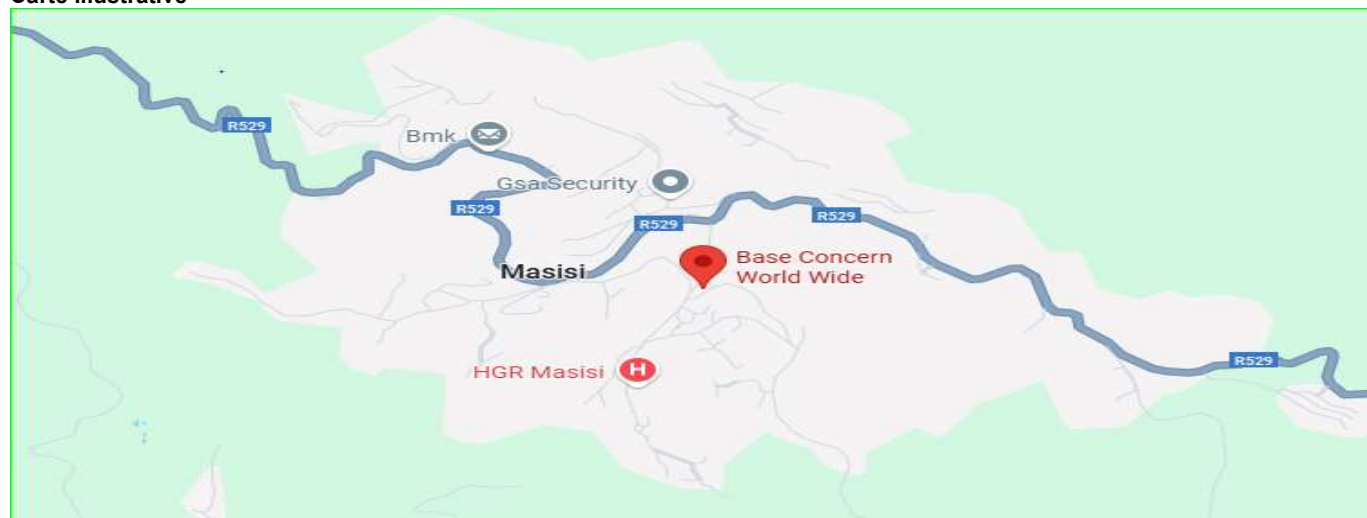 Carte illustrative
R529
Bmk
Gsa Security
R529
R529
R529
Base Concern
World Wide
Masisi
HGR Masisi
R529